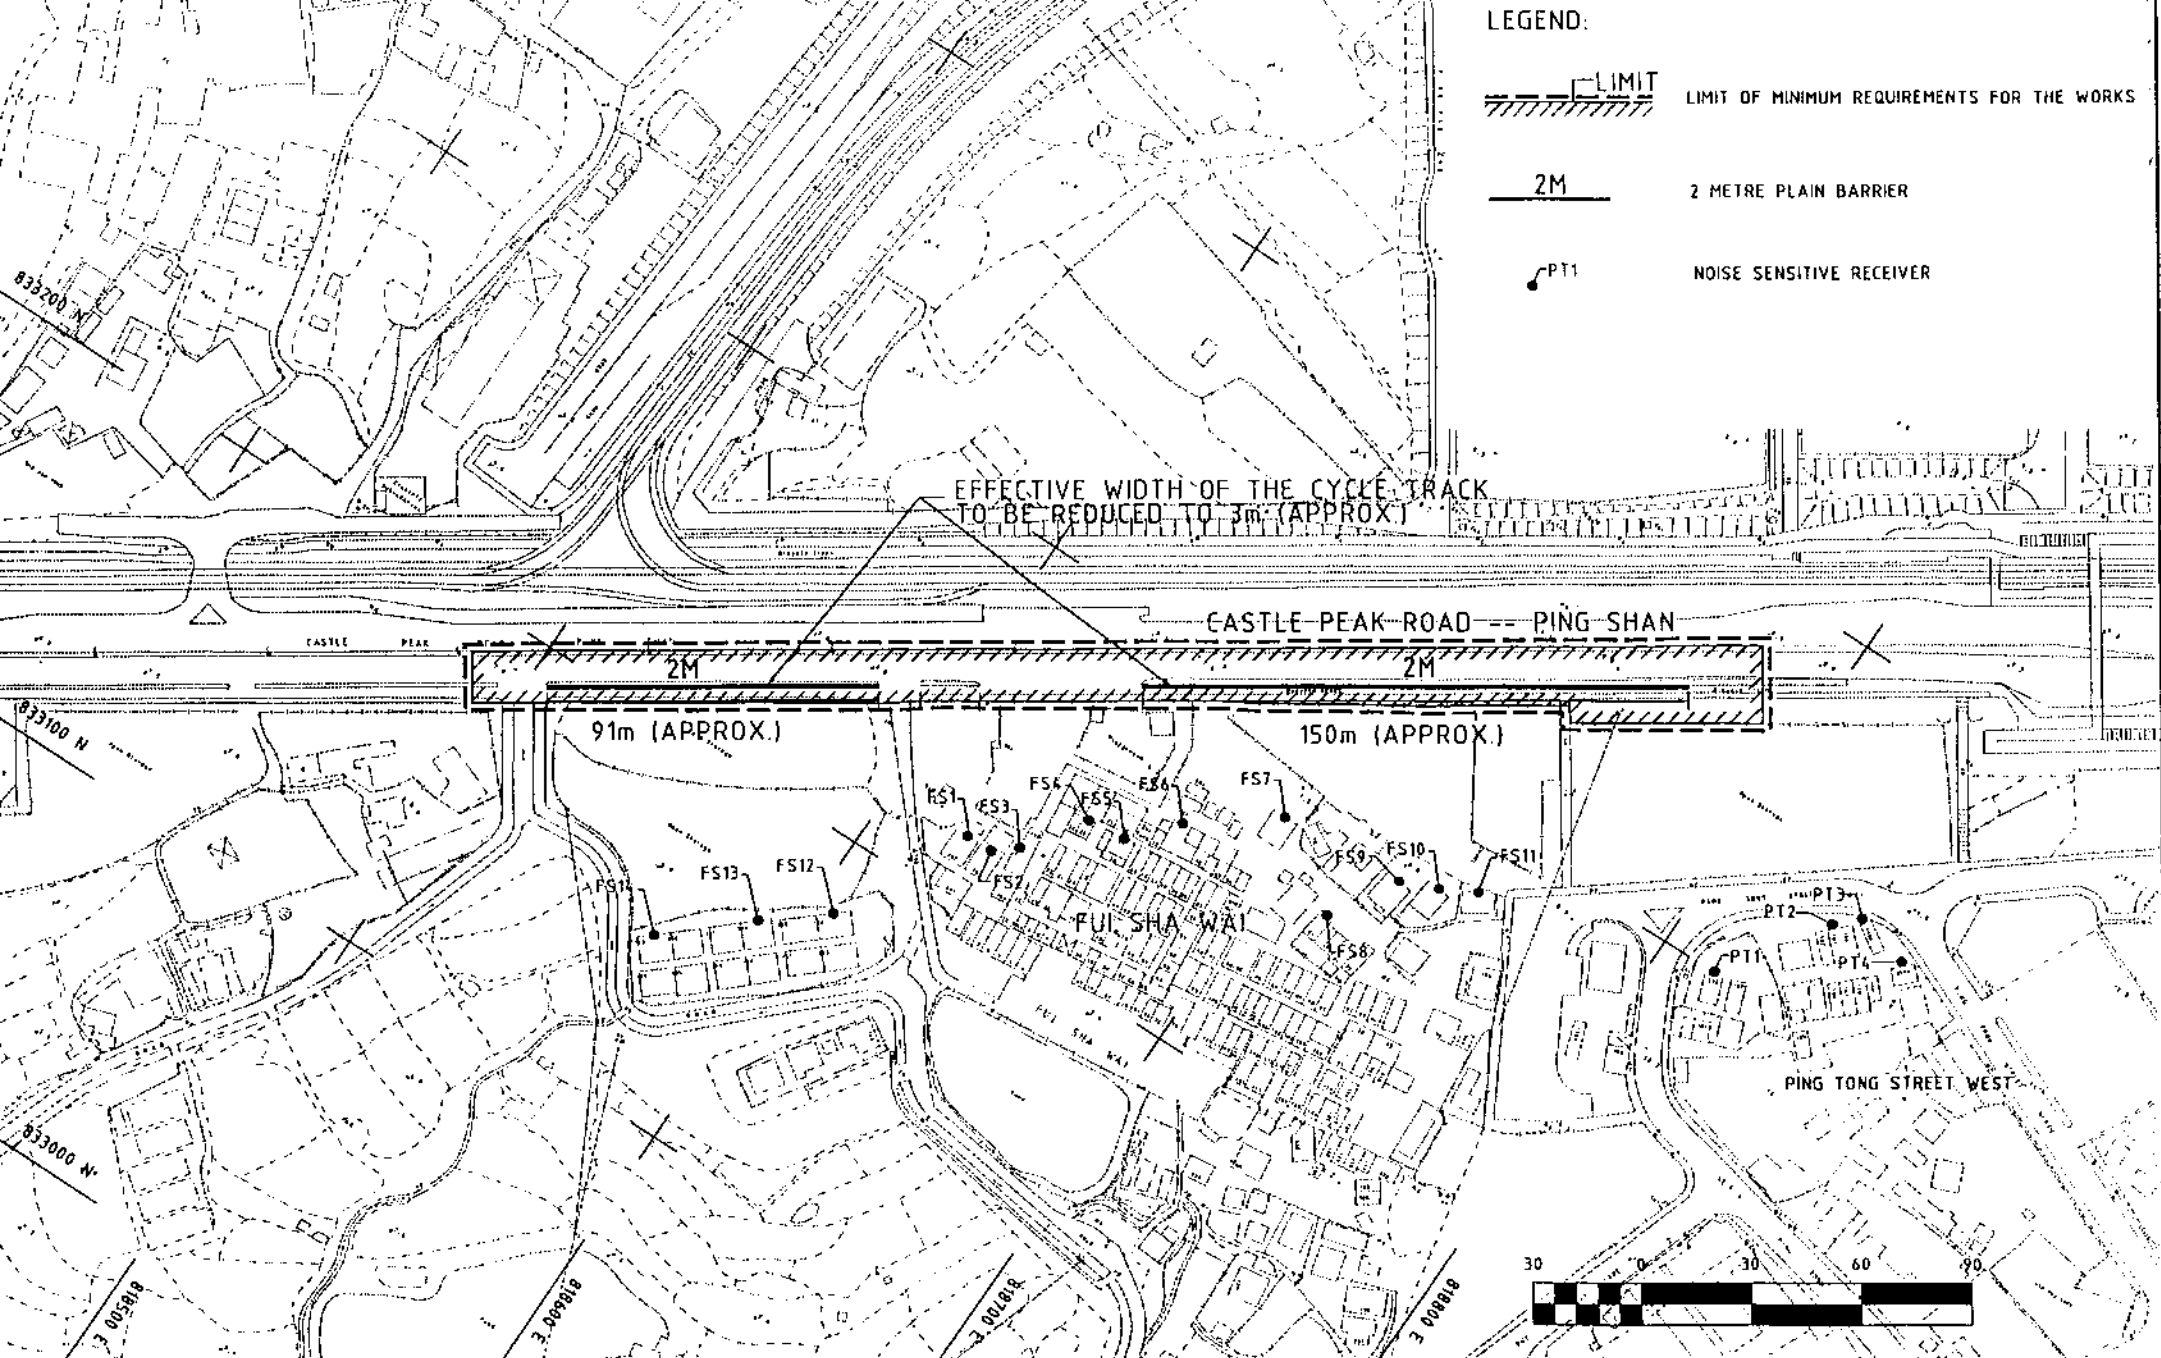 LEGEND:
LIMIT
LIMIT OF MINIMUM REQUIREMENTS FOR THE WORKS
2M
2 METRE PLAIN BARRIER
PT1
NOISE SENSITIVE RECEIVER
833200 N
EFFECTIVE WIDTH OF THE CYCLE TRACK
TO BE REDUCED TO 3m (APPROX.)
CASTLE PEAK ROAD -- PING SHAN
CASTLE PEAK
2M
2M
833100 N
91m (APPROX.)
150m (APPROX.)
FS1
FS3
FS4
FS5
FS6
FS7
FS2
FS9
FS10
FS11
FS13
FS12
FUI SHA WAI
FS8
PT3
PT2
PT1
PT4
FUI SHA WAI
PING TONG STREET WEST
833000 N
818500 E
818600 E
818700 E
818800 E
30 0 30 60 90